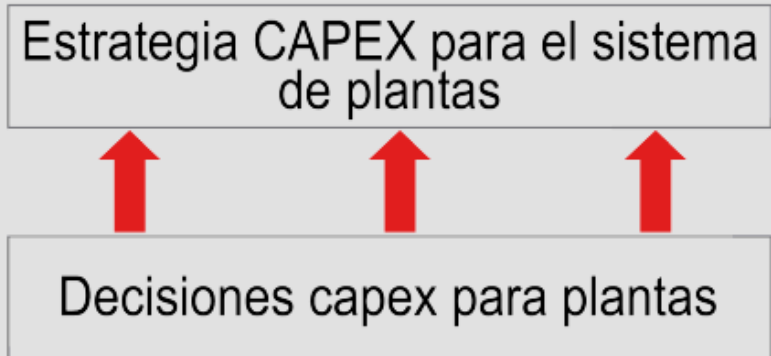 Estrategia CAPEX para el sistema
de plantas
Decisiones capex para plantas